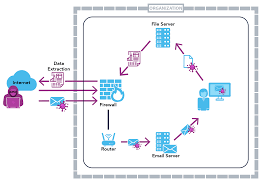 ORGANIZATION
File Server
Data
Extraction
Internet
Firewall
Router
Email Server